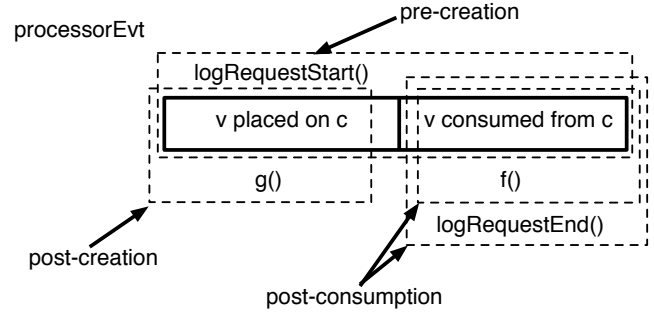 pre-creation
processorEvt
logRequestStart()
v placed on c
v consumed from c
g()
f()
logRequestEnd()
post-creation
post-consumption